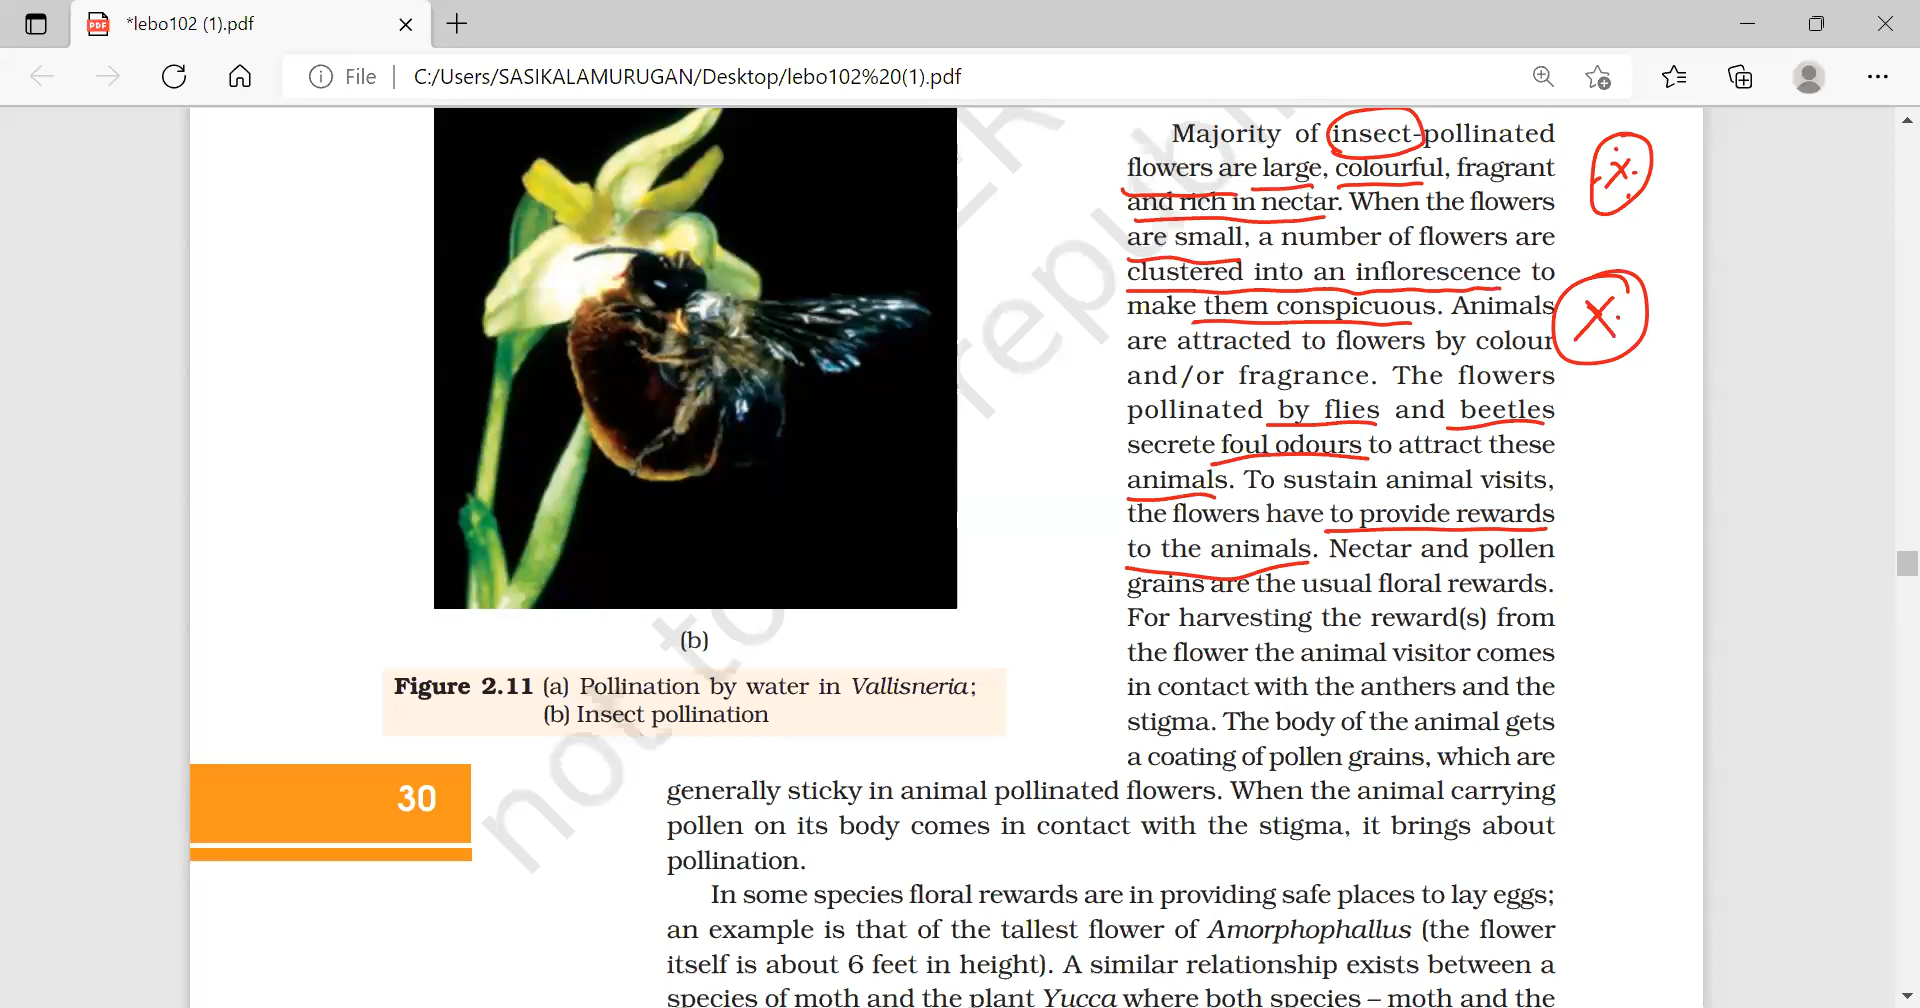 *lebo102 (1).pdf
File
C:/Users/SASIKALAMURUGAN/Desktop/lebo102%20(1).pdf
Majority of insect-pollinated
flowers are large, colourful, fragrant
and rich in nectar. When the flowers
are small, a number of flowers are
clustered into an inflorescence to
make them conspicuous. Animals
are attracted to flowers by colour
and/or fragrance. The flowers
pollinated by flies and beetles
secrete foul odours to attract these
animals. To sustain animal visits,
the flowers have to provide rewards
to the animals. Nectar and pollen
grains are the usual floral rewards.
For harvesting the reward(s) from
the flower the animal visitor comes
in contact with the anthers and the
stigma. The body of the animal gets
a coating of pollen grains, which are
generally sticky in animal pollinated flowers. When the animal carrying
pollen on its body comes in contact with the stigma, it brings about
pollination.
In some species floral rewards are in providing safe places to lay eggs;
an example is that of the tallest flower of Amorphophallus (the flower
itself is about 6 feet in height). A similar relationship exists between a
species of moth and the plant Yucca where both species – moth and the
(b)
Figure 2.11 (a) Pollination by water in Vallisneria;
(b) Insect pollination
30
not to
republi
x
X